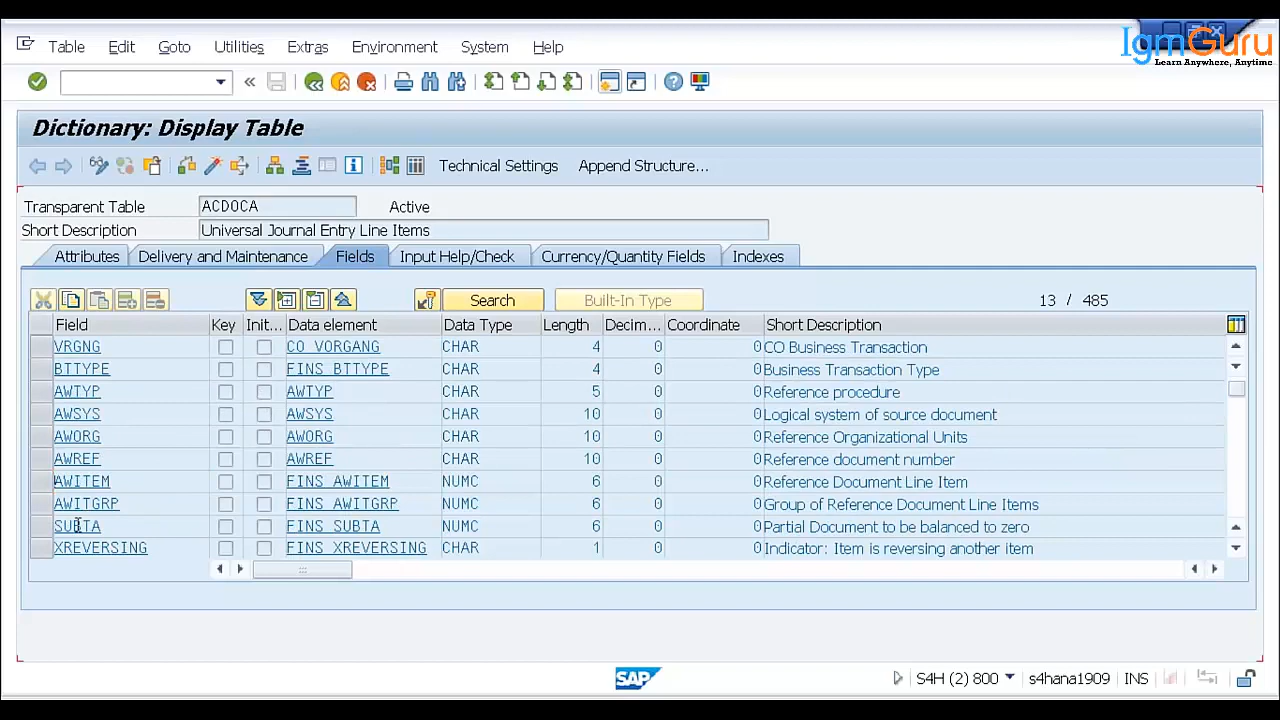 Table Edit Goto Utilities Extras Environment System Help
IgmGuru
Learn Anywhere, Anytime
Dictionary: Display Table
Technical Settings Append Structure...
Transparent Table ACDOCA Active
Short Description Universal Journal Entry Line Items
Attributes Delivery and Maintenance Fields Input Help/Check Currency/Quantity Fields Indexes
Search Built-In Type 13 / 485
Field Key Init... Data element Data Type Length Decim... Coordinate Short Description
VRGNG CO_VORGANG CHAR 4 0 0 CO Business Transaction
BTTYPE FINS_BTTYPE CHAR 4 0 0 Business Transaction Type
AWTYP AWTYP CHAR 5 0 0 Reference procedure
AWSYS AWSYS CHAR 10 0 0 Logical system of source document
AWORG AWORG CHAR 10 0 0 Reference Organizational Units
AWREF AWREF CHAR 10 0 0 Reference document number
AWITEM FINS_AWITEM NUMC 6 0 0 Reference Document Line Item
AWITGRP FINS_AWITGRP NUMC 6 0 0 Group of Reference Document Line Items
SUBTA FINS_SUBTA NUMC 6 0 0 Partial Document to be balanced to zero
XREVERSING FINS_XREVERSING CHAR 1 0 0 Indicator: Item is reversing another item
SAP S4H (2) 800 s4hana1909 INS